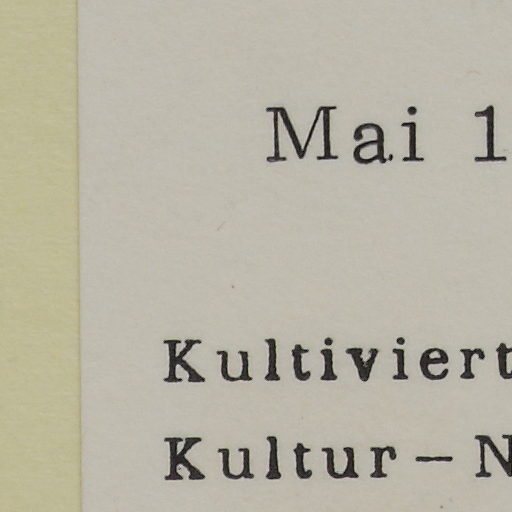 Mai 1
Kultiviert
Kultur – N